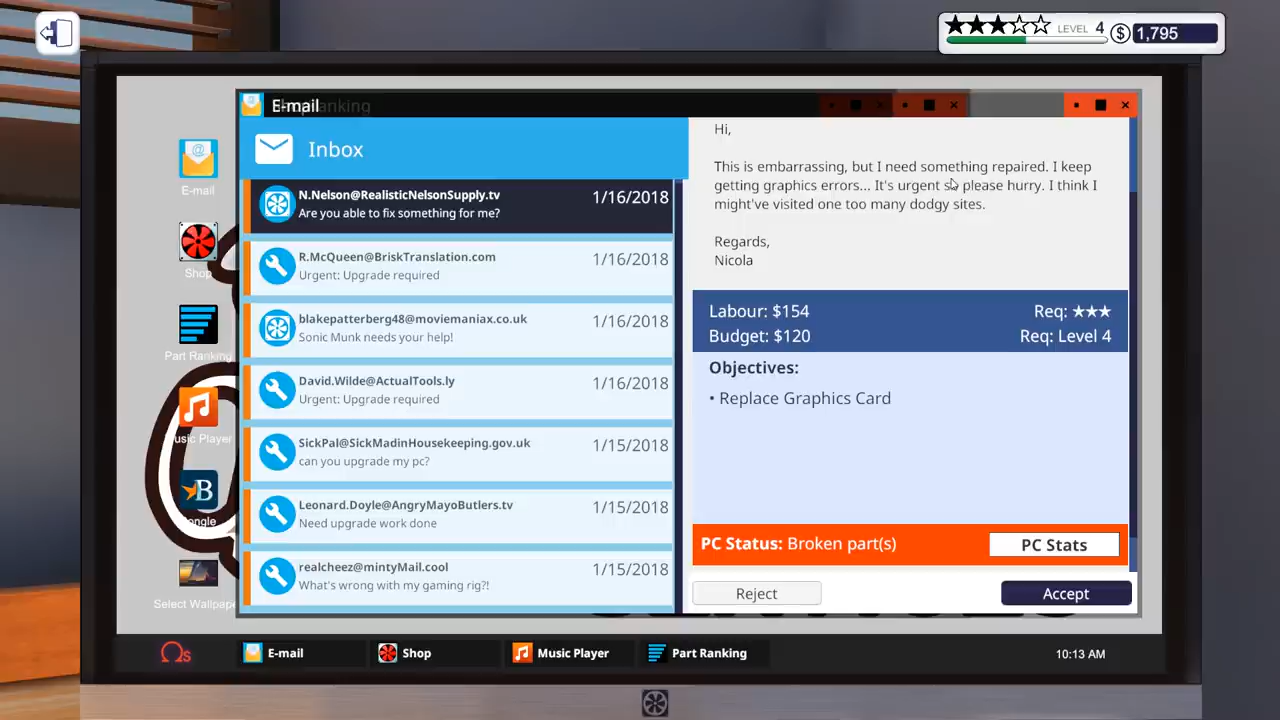 LEVEL 4 $ 1,795
E-mail
Inbox
N.Nelson@RealisticNelsonSupply.tv 1/16/2018
Are you able to fix something for me?
R.McQueen@BriskTranslation.com 1/16/2018
Urgent: Upgrade required
blakepatterberg48@moviemaniax.co.uk 1/16/2018
Sonic Munk needs your help!
David.Wilde@ActualTools.ly 1/16/2018
Urgent: Upgrade required
SickPal@SickMadinHousekeeping.gov.uk 1/15/2018
can you upgrade my pc?
Leonard.Doyle@AngryMayoButlers.tv 1/15/2018
Need upgrade work done
realcheez@mintyMail.cool 1/15/2018
What's wrong with my gaming rig?!
Hi,
This is embarrassing, but I need something repaired. I keep
getting graphics errors... It's urgent so please hurry. I think I
might've visited one too many dodgy sites.
Regards,
Nicola
Labour: $154 Req: ★★★
Budget: $120 Req: Level 4
Objectives:
• Replace Graphics Card
PC Status: Broken part(s) PC Stats
Reject Accept
E-mail
Shop
Part Ranking
Music Player
Select Wallpape
E-mail Shop Music Player Part Ranking 10:13 AM